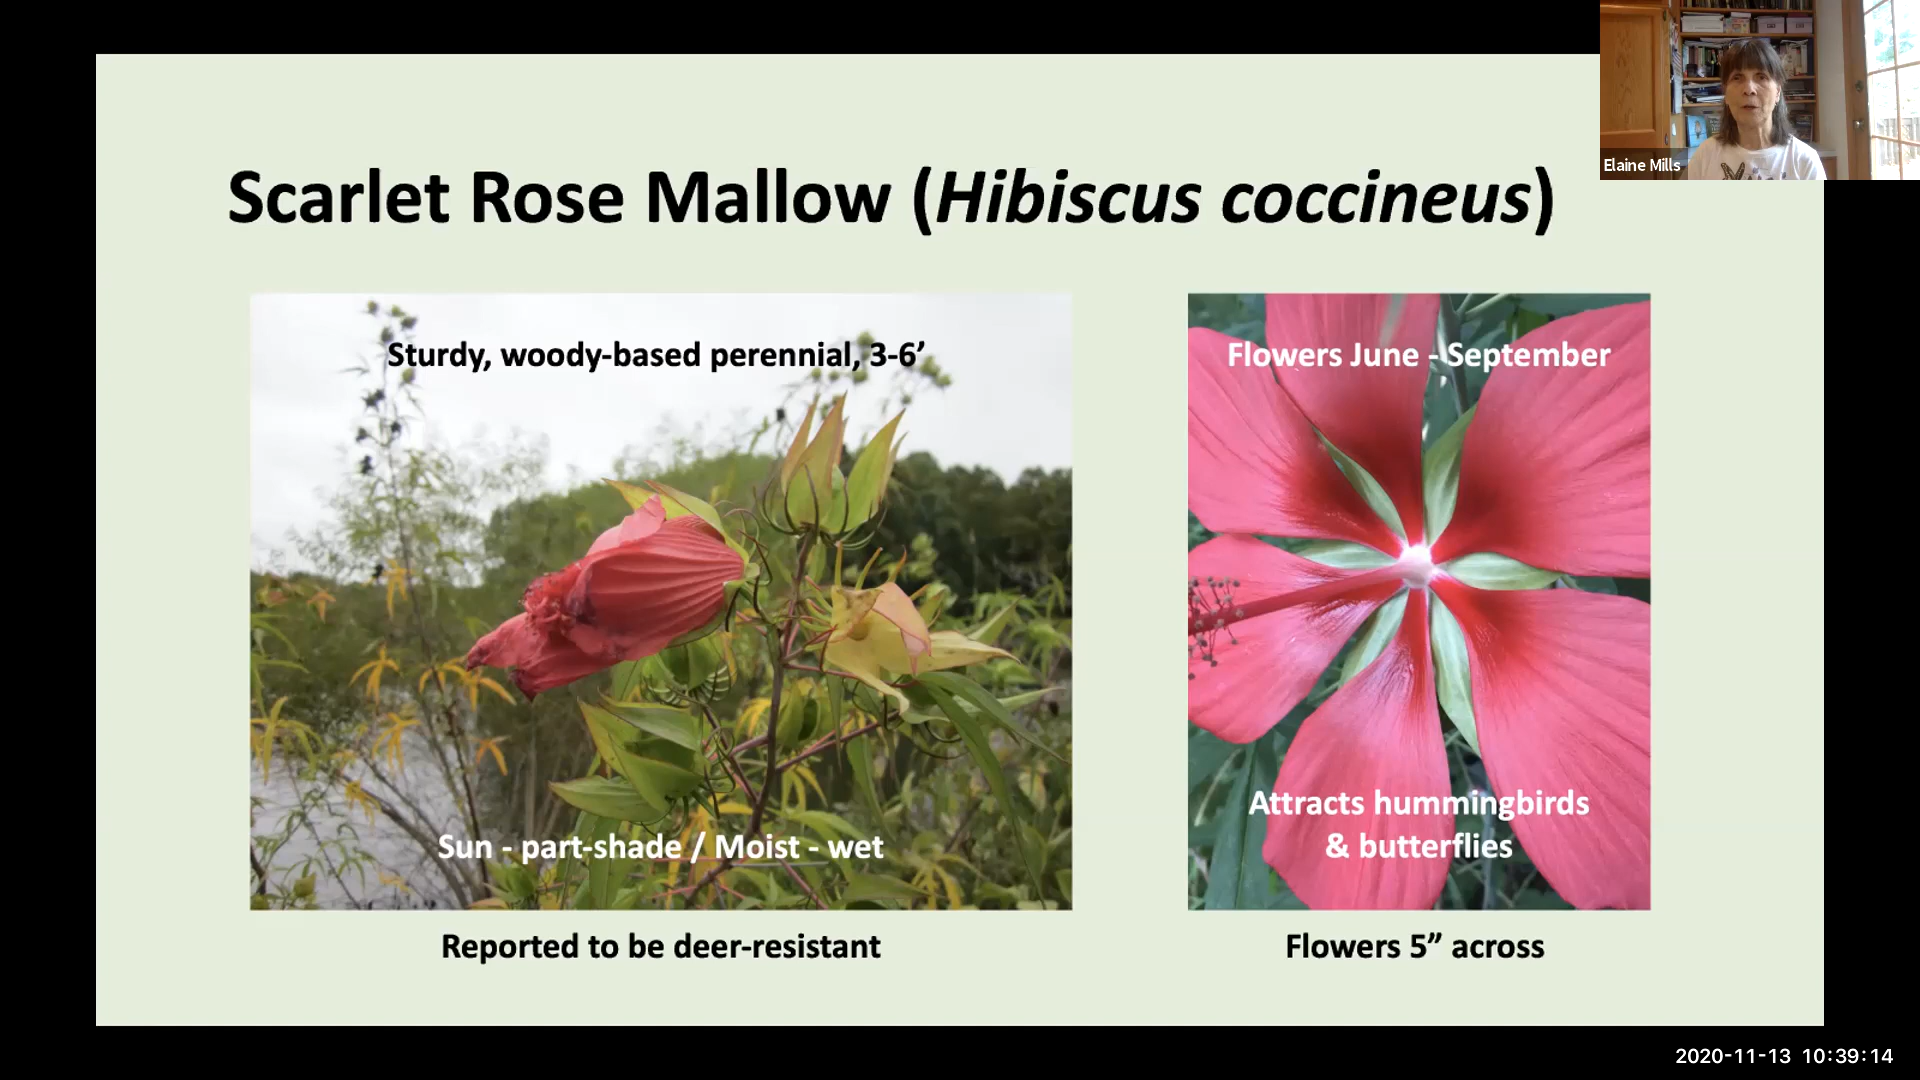 Elaine Mills
Scarlet Rose Mallow (Hibiscus coccineus)
Sturdy, woody-based perennial, 3-6’
Sun - part-shade / Moist - wet
Reported to be deer-resistant
Flowers June - September
Attracts hummingbirds
& butterflies
Flowers 5” across
2020-11-13 10:39:14